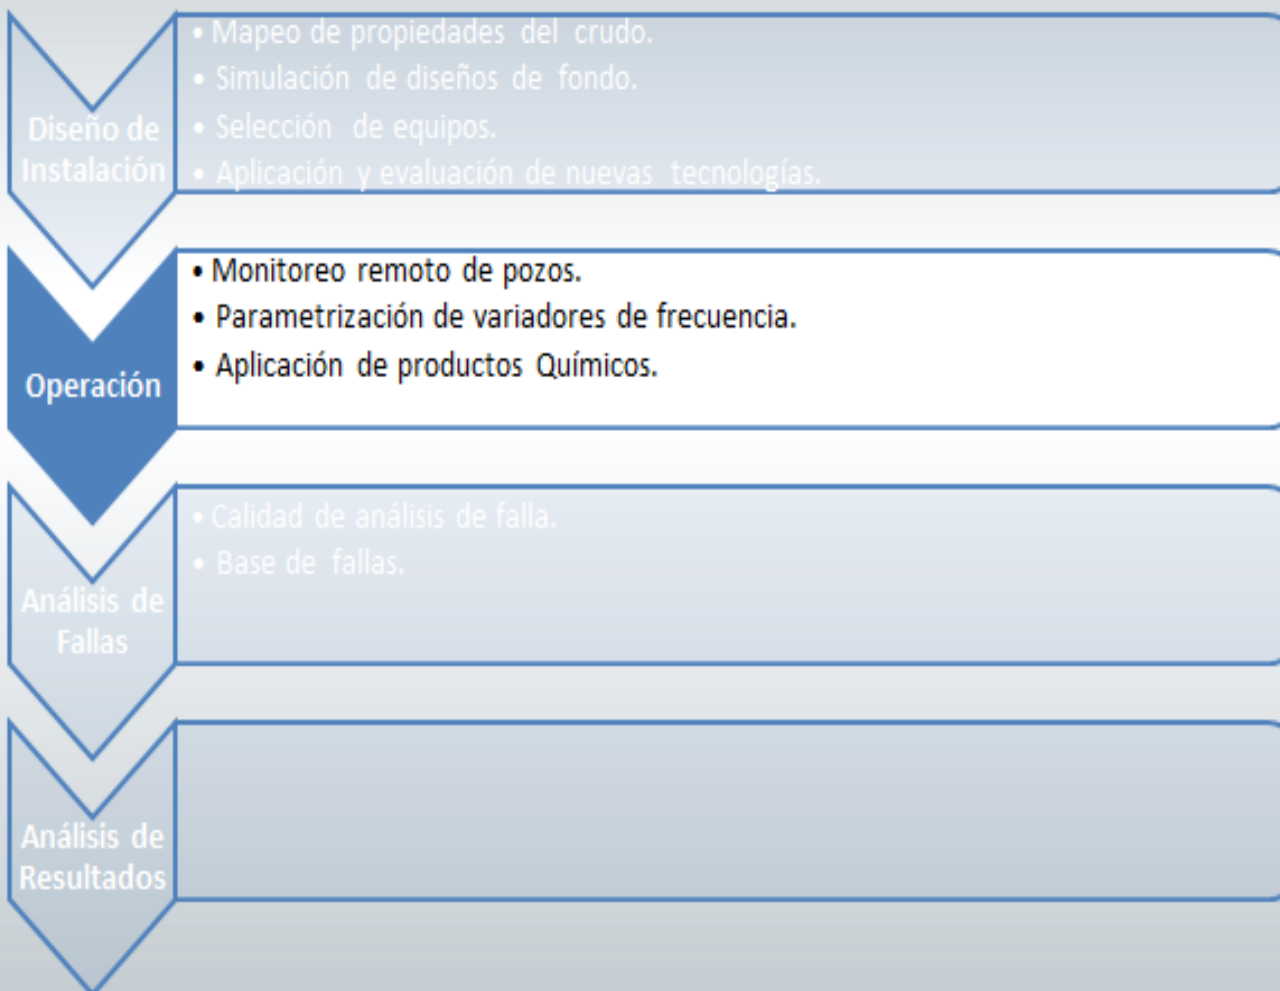 Diseño de
Instalación
• Mapeo de propiedades del crudo.
• Simulación de diseños de fondo.
• Selección de equipos.
• Aplicación y evaluación de nuevas tecnologías.
Operación
• Monitoreo remoto de pozos.
• Parametrización de variadores de frecuencia.
• Aplicación de productos Químicos.
Análisis de
Fallas
• Calidad de análisis de falla.
• Base de fallas.
Análisis de
Resultados